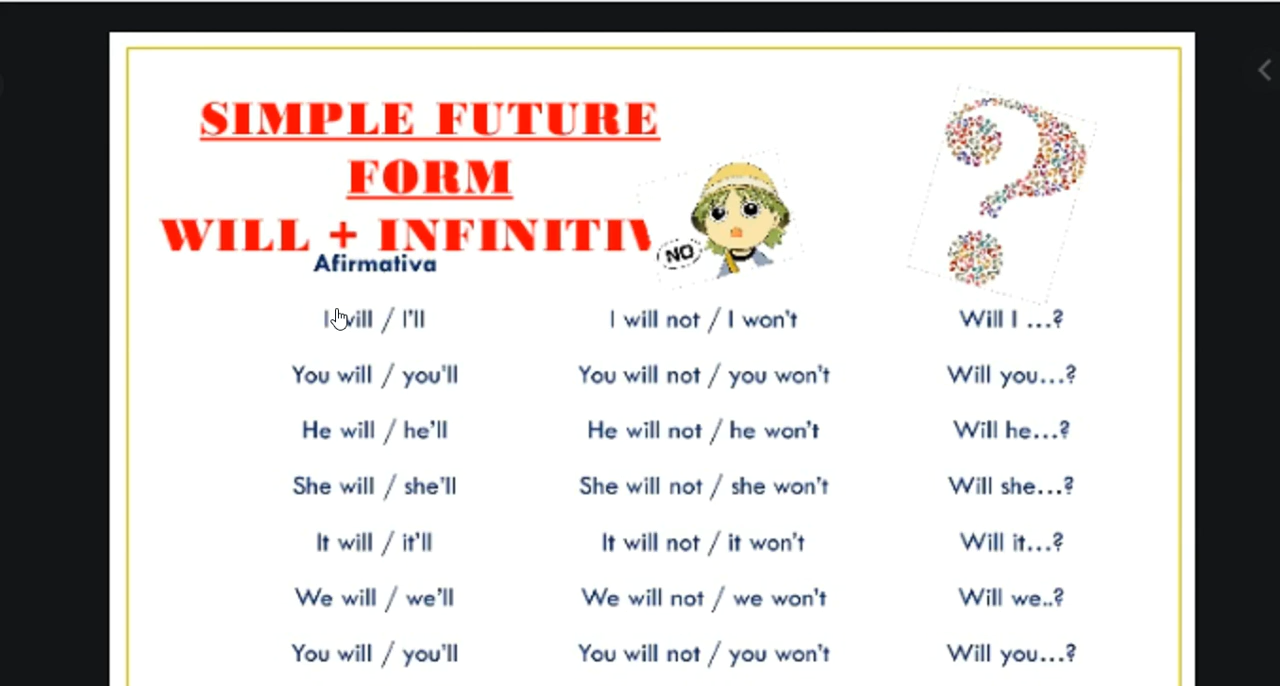 SIMPLE FUTURE
FORM
WILL + INFINITIV
NO
Afirmativa
I will / I'll I will not / I won't Will I ...?
You will / you'll You will not / you won't Will you...?
He will / he'll He will not / he won't Will he...?
She will / she'll She will not / she won't Will she...?
It will / it'll It will not / it won't Will it...?
We will / we'll We will not / we won't Will we..?
You will / you'll You will not / you won't Will you...?